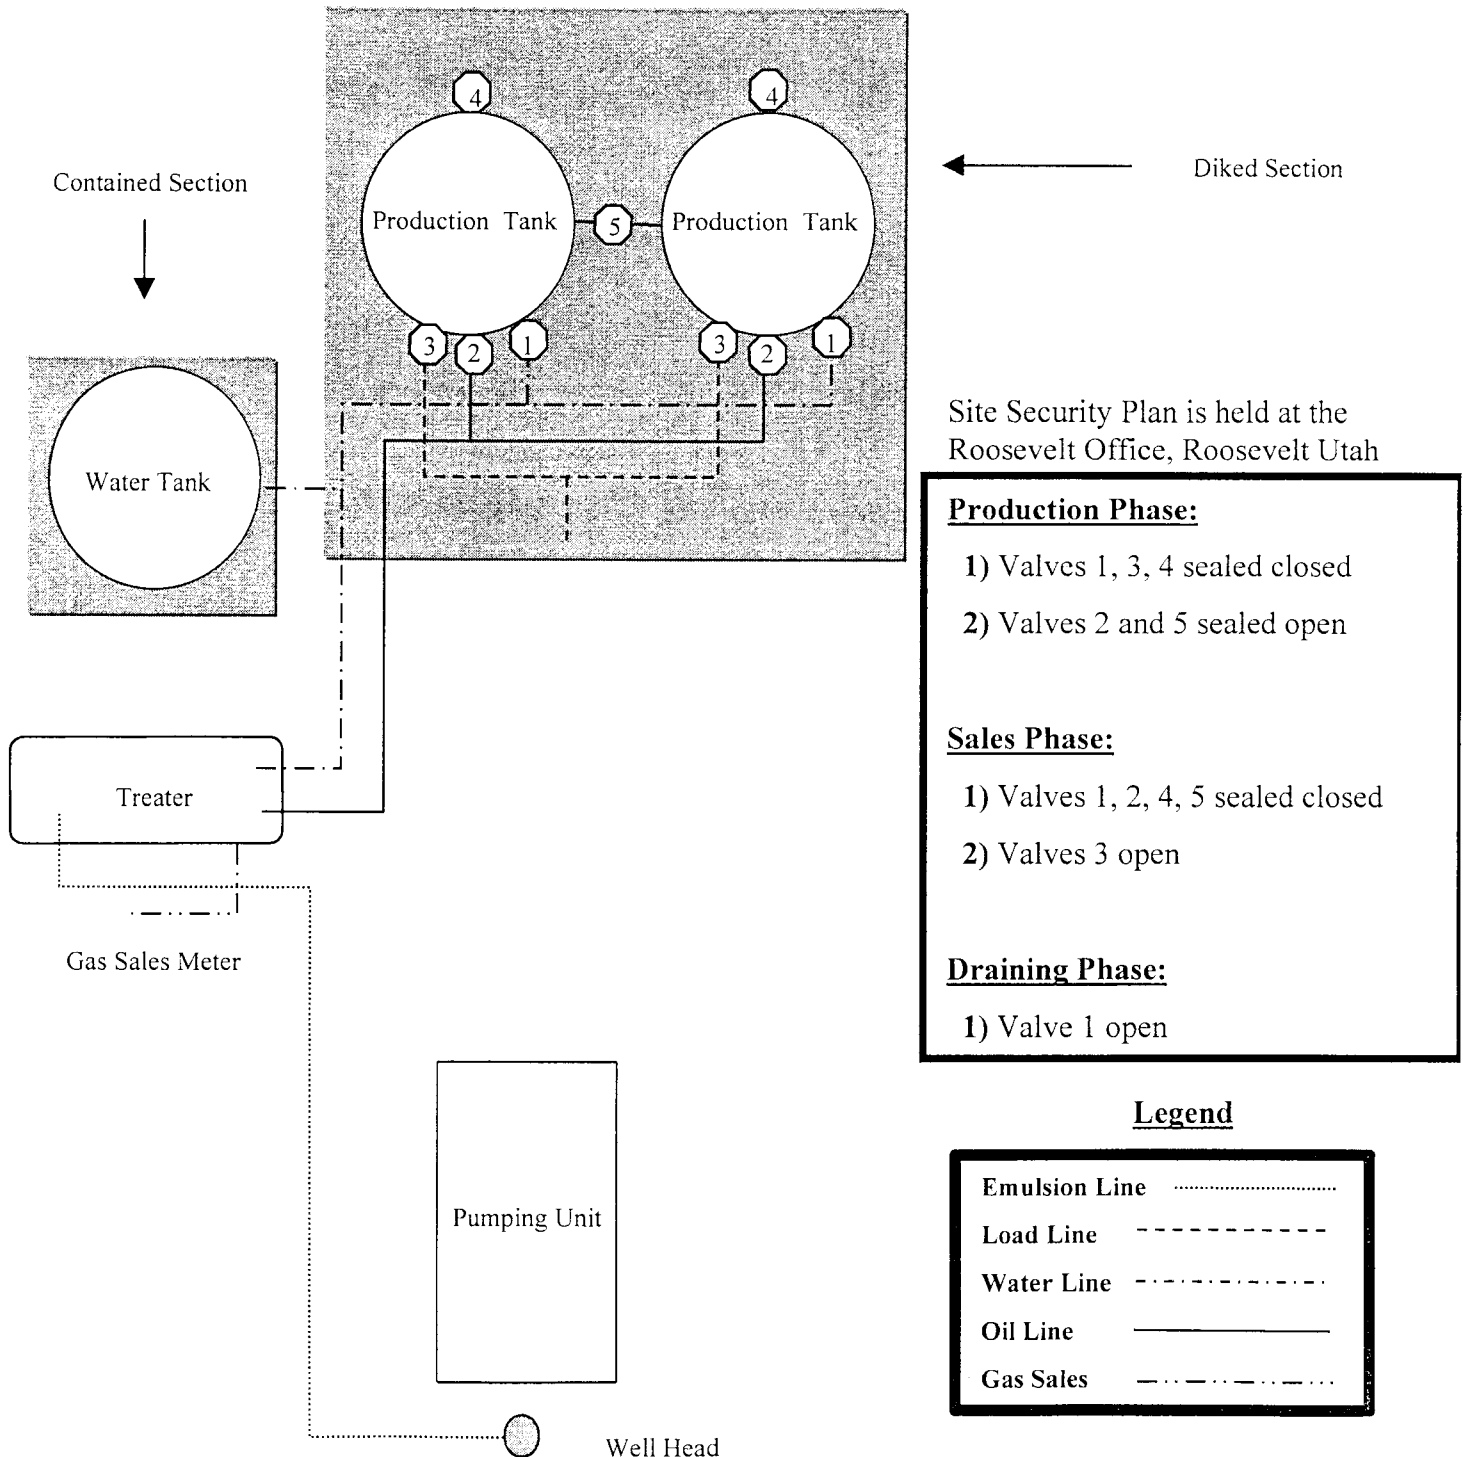 4
4
Contained Section
Diked Section
Production Tank
5
Production Tank
3
2
1
3
2
1
Water Tank
Site Security Plan is held at the
Roosevelt Office, Roosevelt Utah
Production Phase:
1) Valves 1, 3, 4 sealed closed
2) Valves 2 and 5 sealed open
Sales Phase:
1) Valves 1, 2, 4, 5 sealed closed
2) Valves 3 open
Draining Phase:
1) Valve 1 open
Treater
Gas Sales Meter
Pumping Unit
Well Head
Legend
Emulsion Line
Load Line
Water Line
Oil Line
Gas Sales